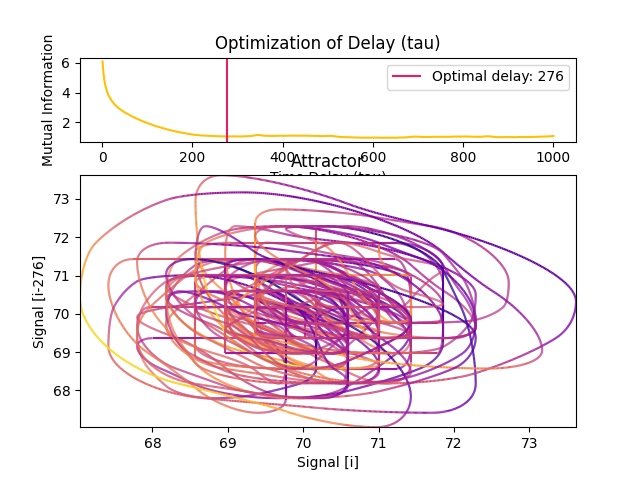 Optimization of Delay (tau)
Mutual Information
6
4
2
Optimal delay: 276
0 200 400 600 800 1000
Time Delay (tau)
Attractor
Signal [i-276]
73
72
71
70
69
68
68 69 70 71 72 73
Signal [i]